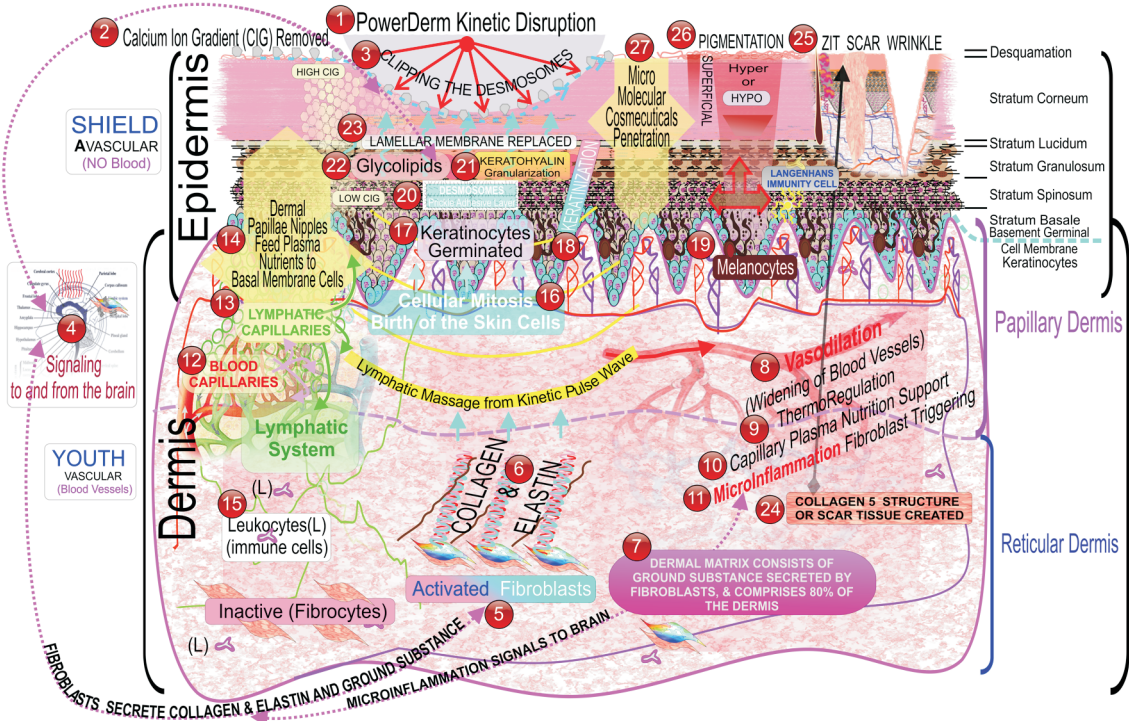 1 PowerDerm Kinetic Disruption
2 Calcium Ion Gradient (CIG) Removed
3 CLIPPING THE DESMOSOMES
HIGH CIG
27
Micro
Molecular
Cosmeceuticals
Penetration
26 PIGMENTATION
SUPERFICIAL
Hyper
or
HYPO
25 ZIT SCAR WRINKLE
Desquamation
Stratum Corneum
Stratum Lucidum
Stratum Granulosum
Stratum Spinosum
Stratum Basale
Basement Germinal
Cell Membrane
Keratinocytes
Epidermis
SHIELD
AVASCULAR
(NO Blood)
23
LAMELLAR MEMBRANE REPLACED
22 Glycolipids
21 KERATOHYALIN
Granularization
LOW CIG
20 DESMOSOMES
Prickle Adhesive Layer
KERATINIZATION
LANGENHANS
IMMUNITY CELL
14
Dermal
Papillae Nipples
Feed Plasma
Nutrients to
Basal Membrane Cells
17 Keratinocytes
Germinated
18
19
Melanocytes
16
Cellular Mitosis
Birth of the Skin Cells
13
LYMPHATIC
CAPILLARIES
12
BLOOD
CAPILLARIES
Lymphatic
System
Lymphatic Massage from Kinetic Pulse Wave
4
Signaling
to and from the brain
Papillary Dermis
8 Vasodilation
(Widening of Blood Vessels)
9 ThermoRegulation
10 Capillary Plasma Nutrition Support
11 MicroInflammation Fibroblast Triggering
24 COLLAGEN 5 STRUCTURE
OR SCAR TISSUE CREATED
YOUTH
VASCULAR
(Blood Vessels)
Dermis
(L)
15
Leukocytes(L)
(immune cells)
6
COLLAGEN
&
ELASTIN
7
DERMAL MATRIX CONSISTS OF
GROUND SUBSTANCE SECRETED BY
FIBROBLASTS, & COMPRISES 80% OF
THE DERMIS
Reticular Dermis
Activated Fibroblasts
5
Inactive (Fibrocytes)
(L)
FIBROBLASTS SECRETE COLLAGEN & ELASTIN AND GROUND SUBSTANCE
MICROINFLAMMATION SIGNALS TO BRAIN